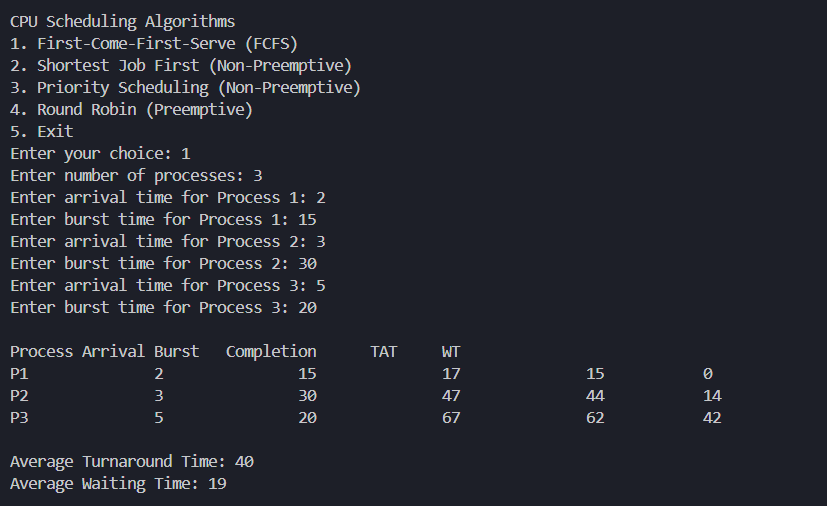 CPU Scheduling Algorithms
1. First-Come-First-Serve (FCFS)
2. Shortest Job First (Non-Preemptive)
3. Priority Scheduling (Non-Preemptive)
4. Round Robin (Preemptive)
5. Exit
Enter your choice: 1
Enter number of processes: 3
Enter arrival time for Process 1: 2
Enter burst time for Process 1: 15
Enter arrival time for Process 2: 3
Enter burst time for Process 2: 30
Enter arrival time for Process 3: 5
Enter burst time for Process 3: 20
Process Arrival Burst Completion TAT WT
P1 2 15 17 15 0
P2 3 30 47 44 14
P3 5 20 67 62 42
Average Turnaround Time: 40
Average Waiting Time: 19